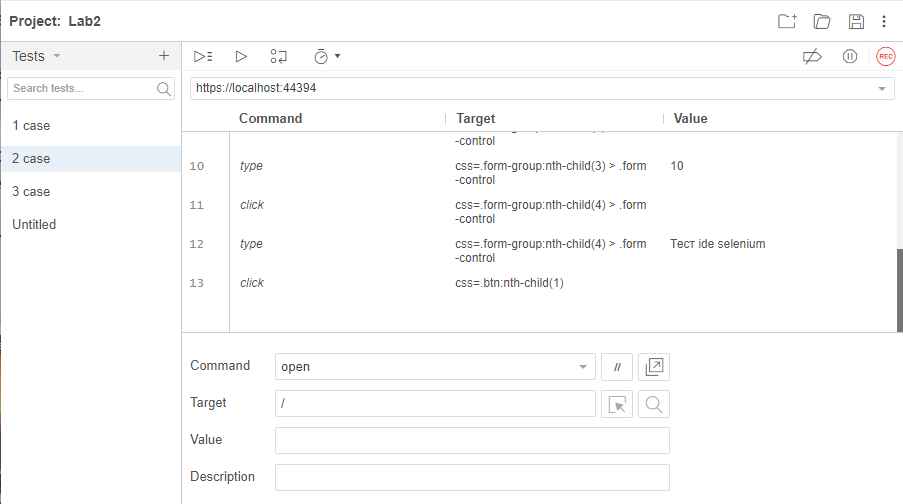 Project: Lab2
Tests
Search tests...
1 case
2 case
3 case
Untitled
REC
https://localhost:44394
Command Target Value
-control
10 type css=.form-group:nth-child(3) > .form 10
-control
11 click css=.form-group:nth-child(4) > .form
-control
12 type css=.form-group:nth-child(4) > .form Тест ide selenium
-control
13 click css=.btn:nth-child(1)
Command open //
Target /
Value
Description